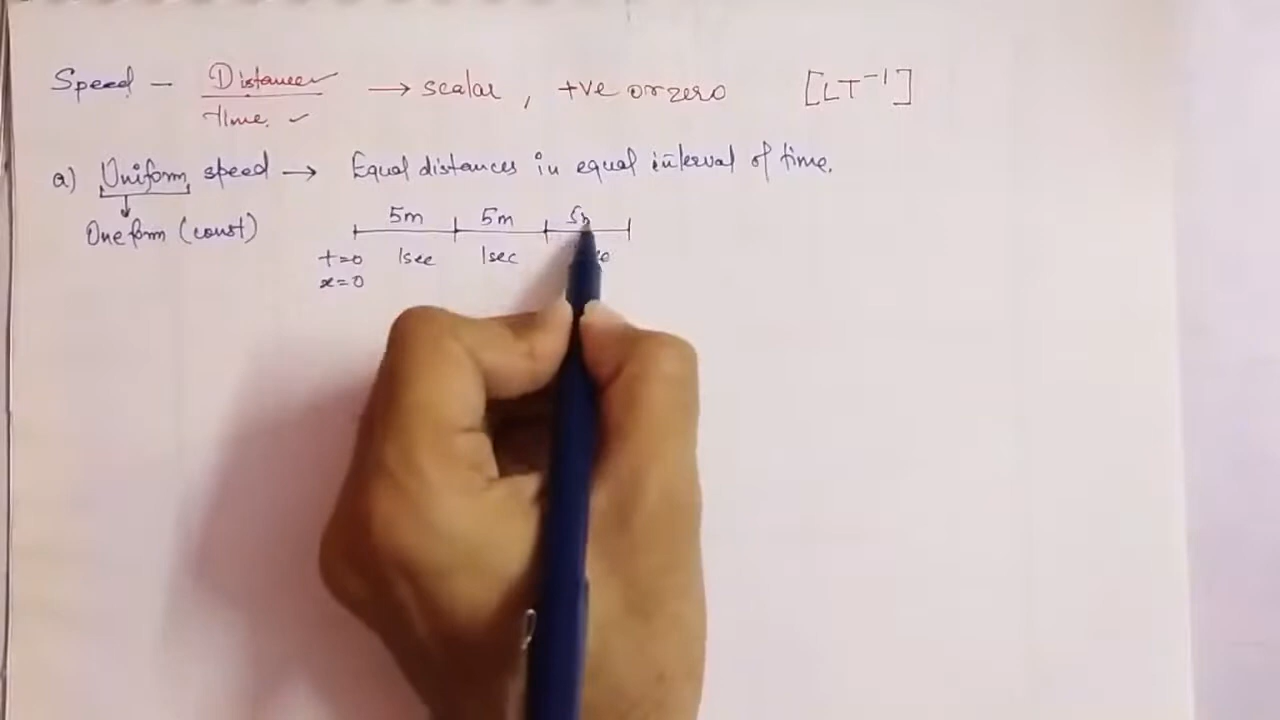 Speed - Distance → scalar, +ve or zero [LT⁻¹]
Time.
a) Uniform speed → Equal distances in equal interval of time.
One form (const)
5m 5m
t=0 1sec 1sec
x=0